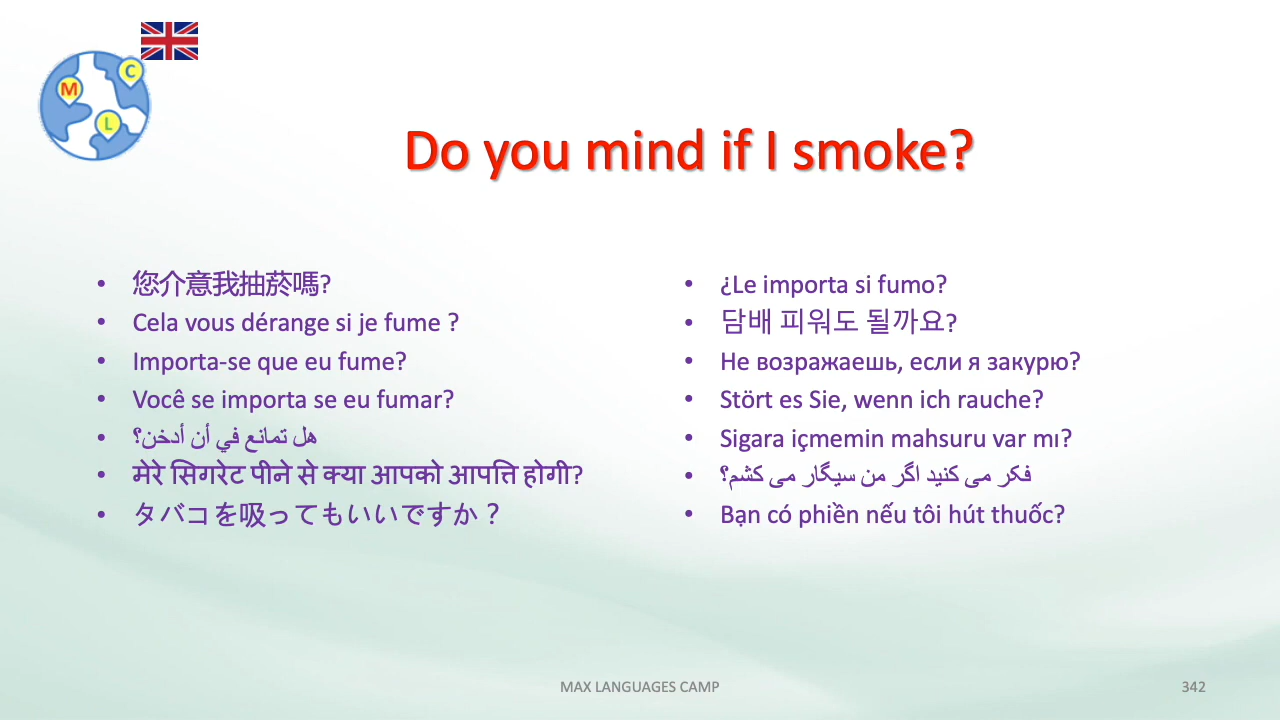 C
M
L
Do you mind if I smoke?
• 您介意我抽菸嗎?
• Cela vous dérange si je fume ?
• Importa-se que eu fume?
• Você se importa se eu fumar?
• هل تمانع في أن أدخن؟
• मेरे सिगरेट पीने से क्या आपको आपत्ति होगी?
• タバコを吸ってもいいですか？
• ¿Le importa si fumo?
• 담배 피워도 될까요?
• Не возражаешь, если я закурю?
• Stört es Sie, wenn ich rauche?
• Sigara içmemin mahsuru var mı?
• فکر می کنید اگر من سیگار می کشم؟
• Bạn có phiền nếu tôi hút thuốc?
MAX LANGUAGES CAMP
342